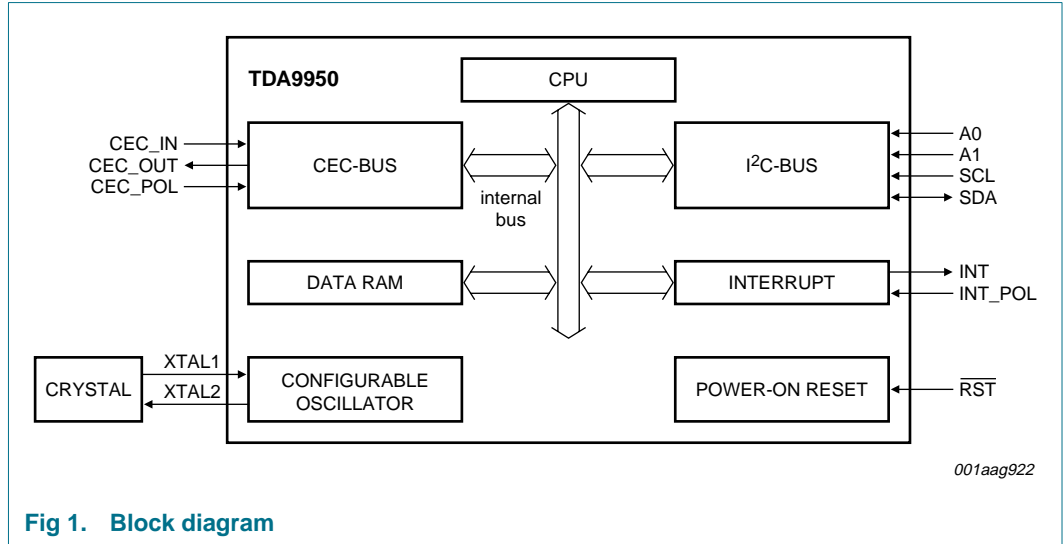 TDA9950
CPU
CEC_IN
CEC_OUT
CEC_POL
CEC-BUS
internal
bus
I²C-BUS
A0
A1
SCL
SDA
DATA RAM
INTERRUPT
INT
INT_POL
CRYSTAL
XTAL1
XTAL2
CONFIGURABLE
OSCILLATOR
POWER-ON RESET
R̅S̅T̅
001aag922
Fig 1. Block diagram